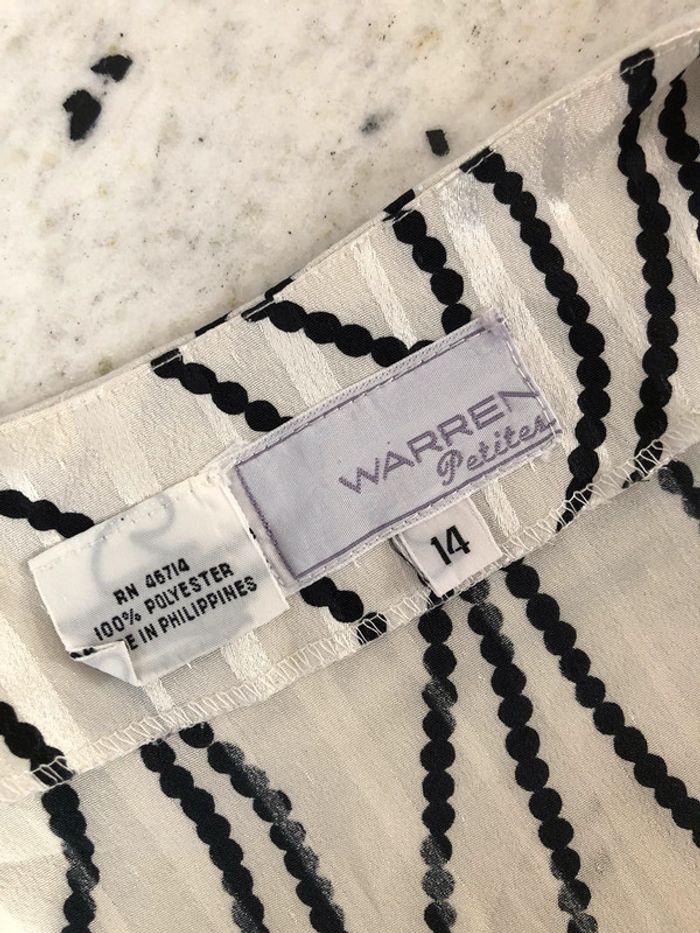 WARREN
Petites
14
RN 46714
100% POLYESTER
E IN PHILIPPINES